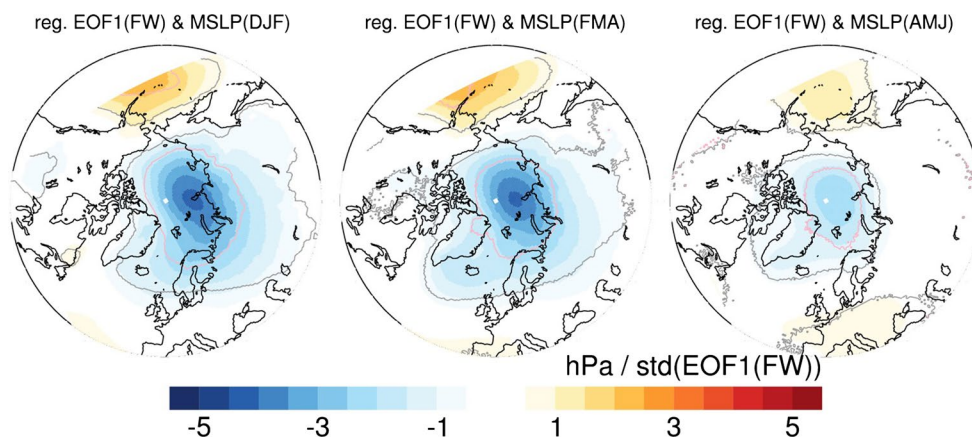 reg. EOF1(FW) & MSLP(DJF)
reg. EOF1(FW) & MSLP(FMA)
reg. EOF1(FW) & MSLP(AMJ)
hPa / std(EOF1(FW))
-5 -3 -1 1 3 5